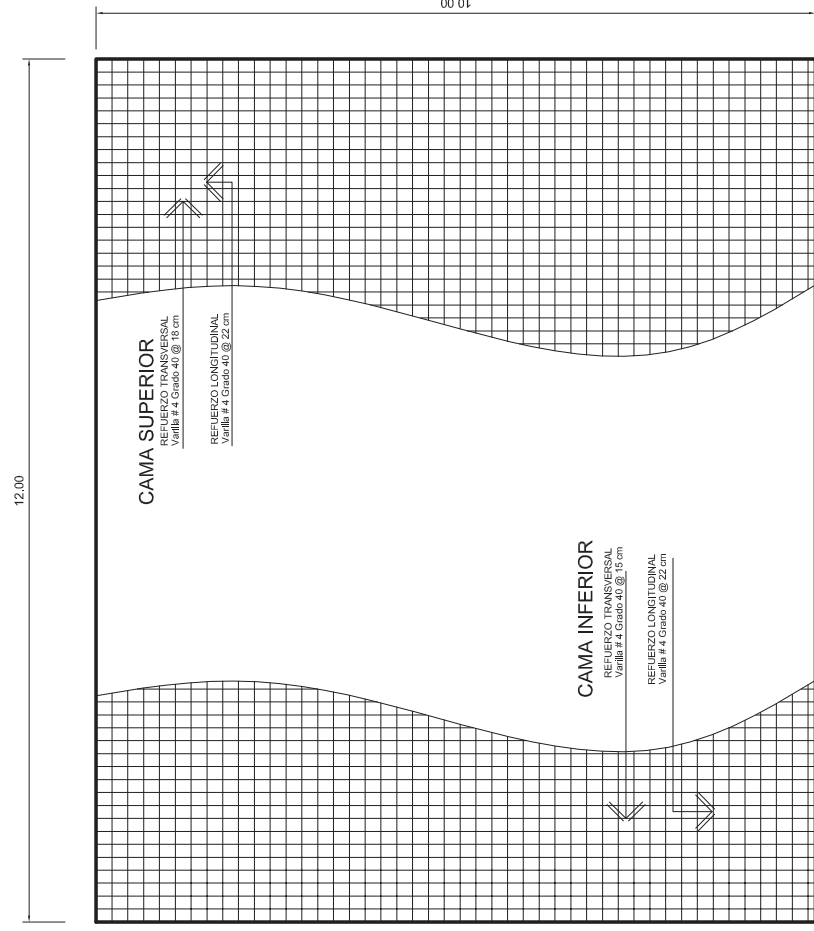 10.00
12.00
CAMA SUPERIOR
REFUERZO TRANSVERSAL
Varilla # 4 Grado 40 @ 18 cm
REFUERZO LONGITUDINAL
Varilla # 4 Grado 40 @ 22 cm
CAMA INFERIOR
REFUERZO TRANSVERSAL
Varilla # 4 Grado 40 @ 15 cm
REFUERZO LONGITUDINAL
Varilla # 4 Grado 40 @ 22 cm